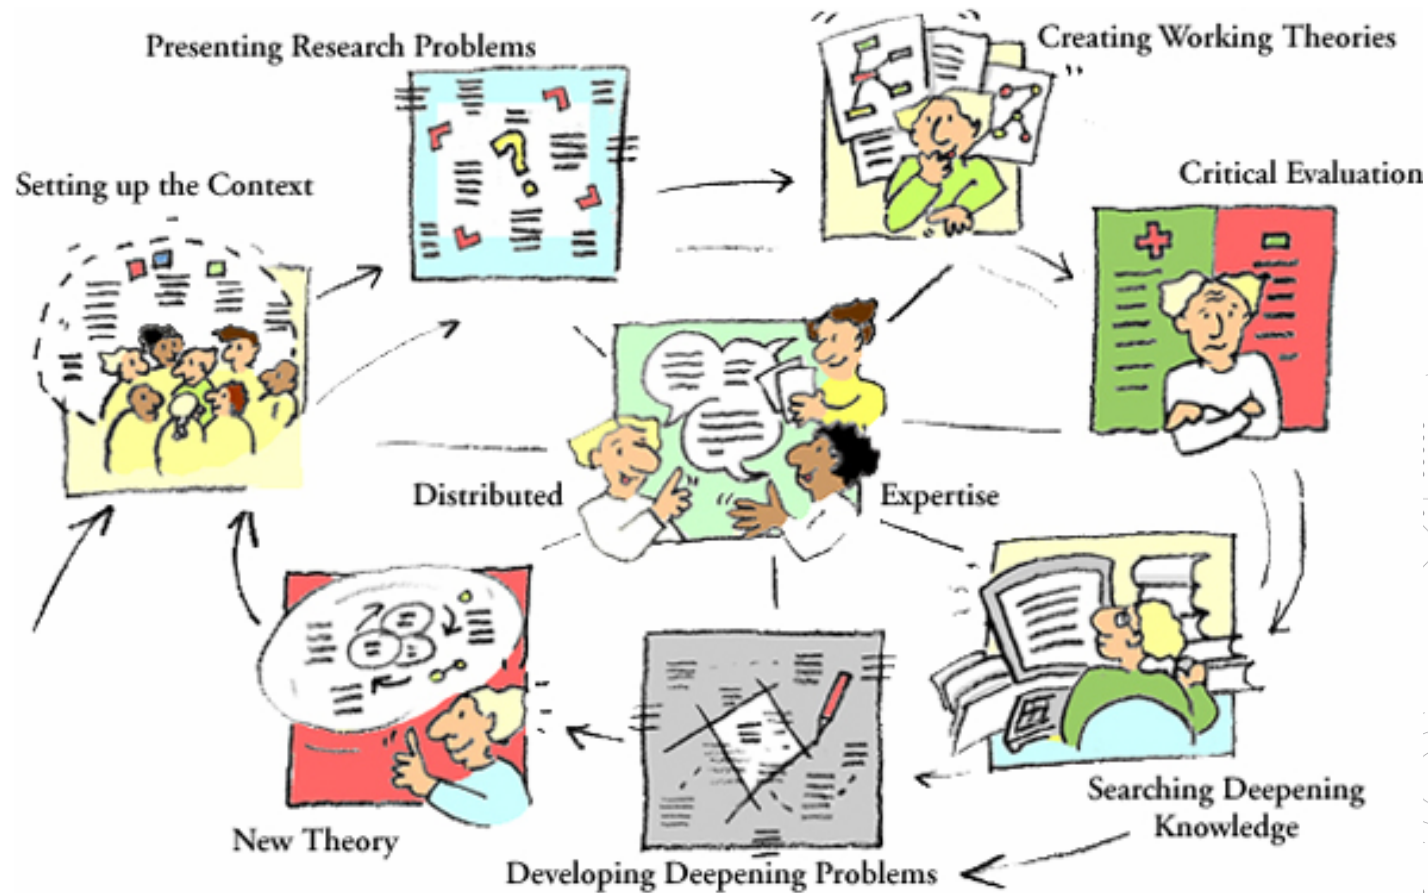 Presenting Research Problems
Creating Working Theories
Setting up the Context
Critical Evaluation
Distributed
Expertise
Searching Deepening
Knowledge
New Theory
Developing Deepening Problems